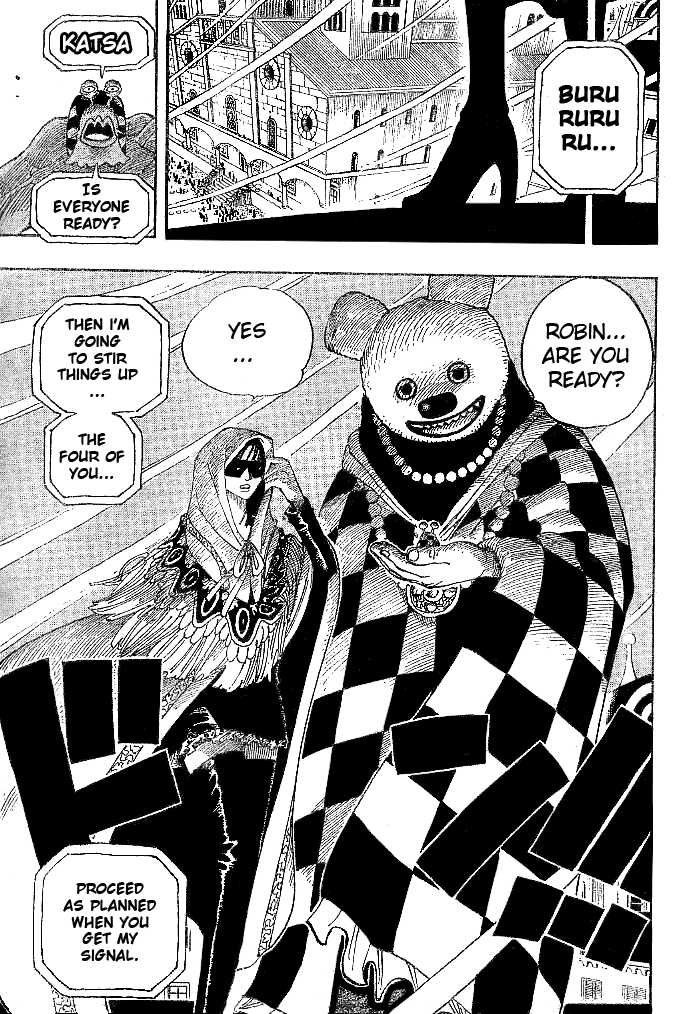 BURU
RURU
RU...
KATSA
IS
EVERYONE
READY?
ROBIN...
ARE YOU
READY?
YES
...
THEN I'M
GOING
TO STIR
THINGS UP
...
THE
FOUR OF
YOU...
PROCEED
AS PLANNED
WHEN YOU
GET MY
SIGNAL.